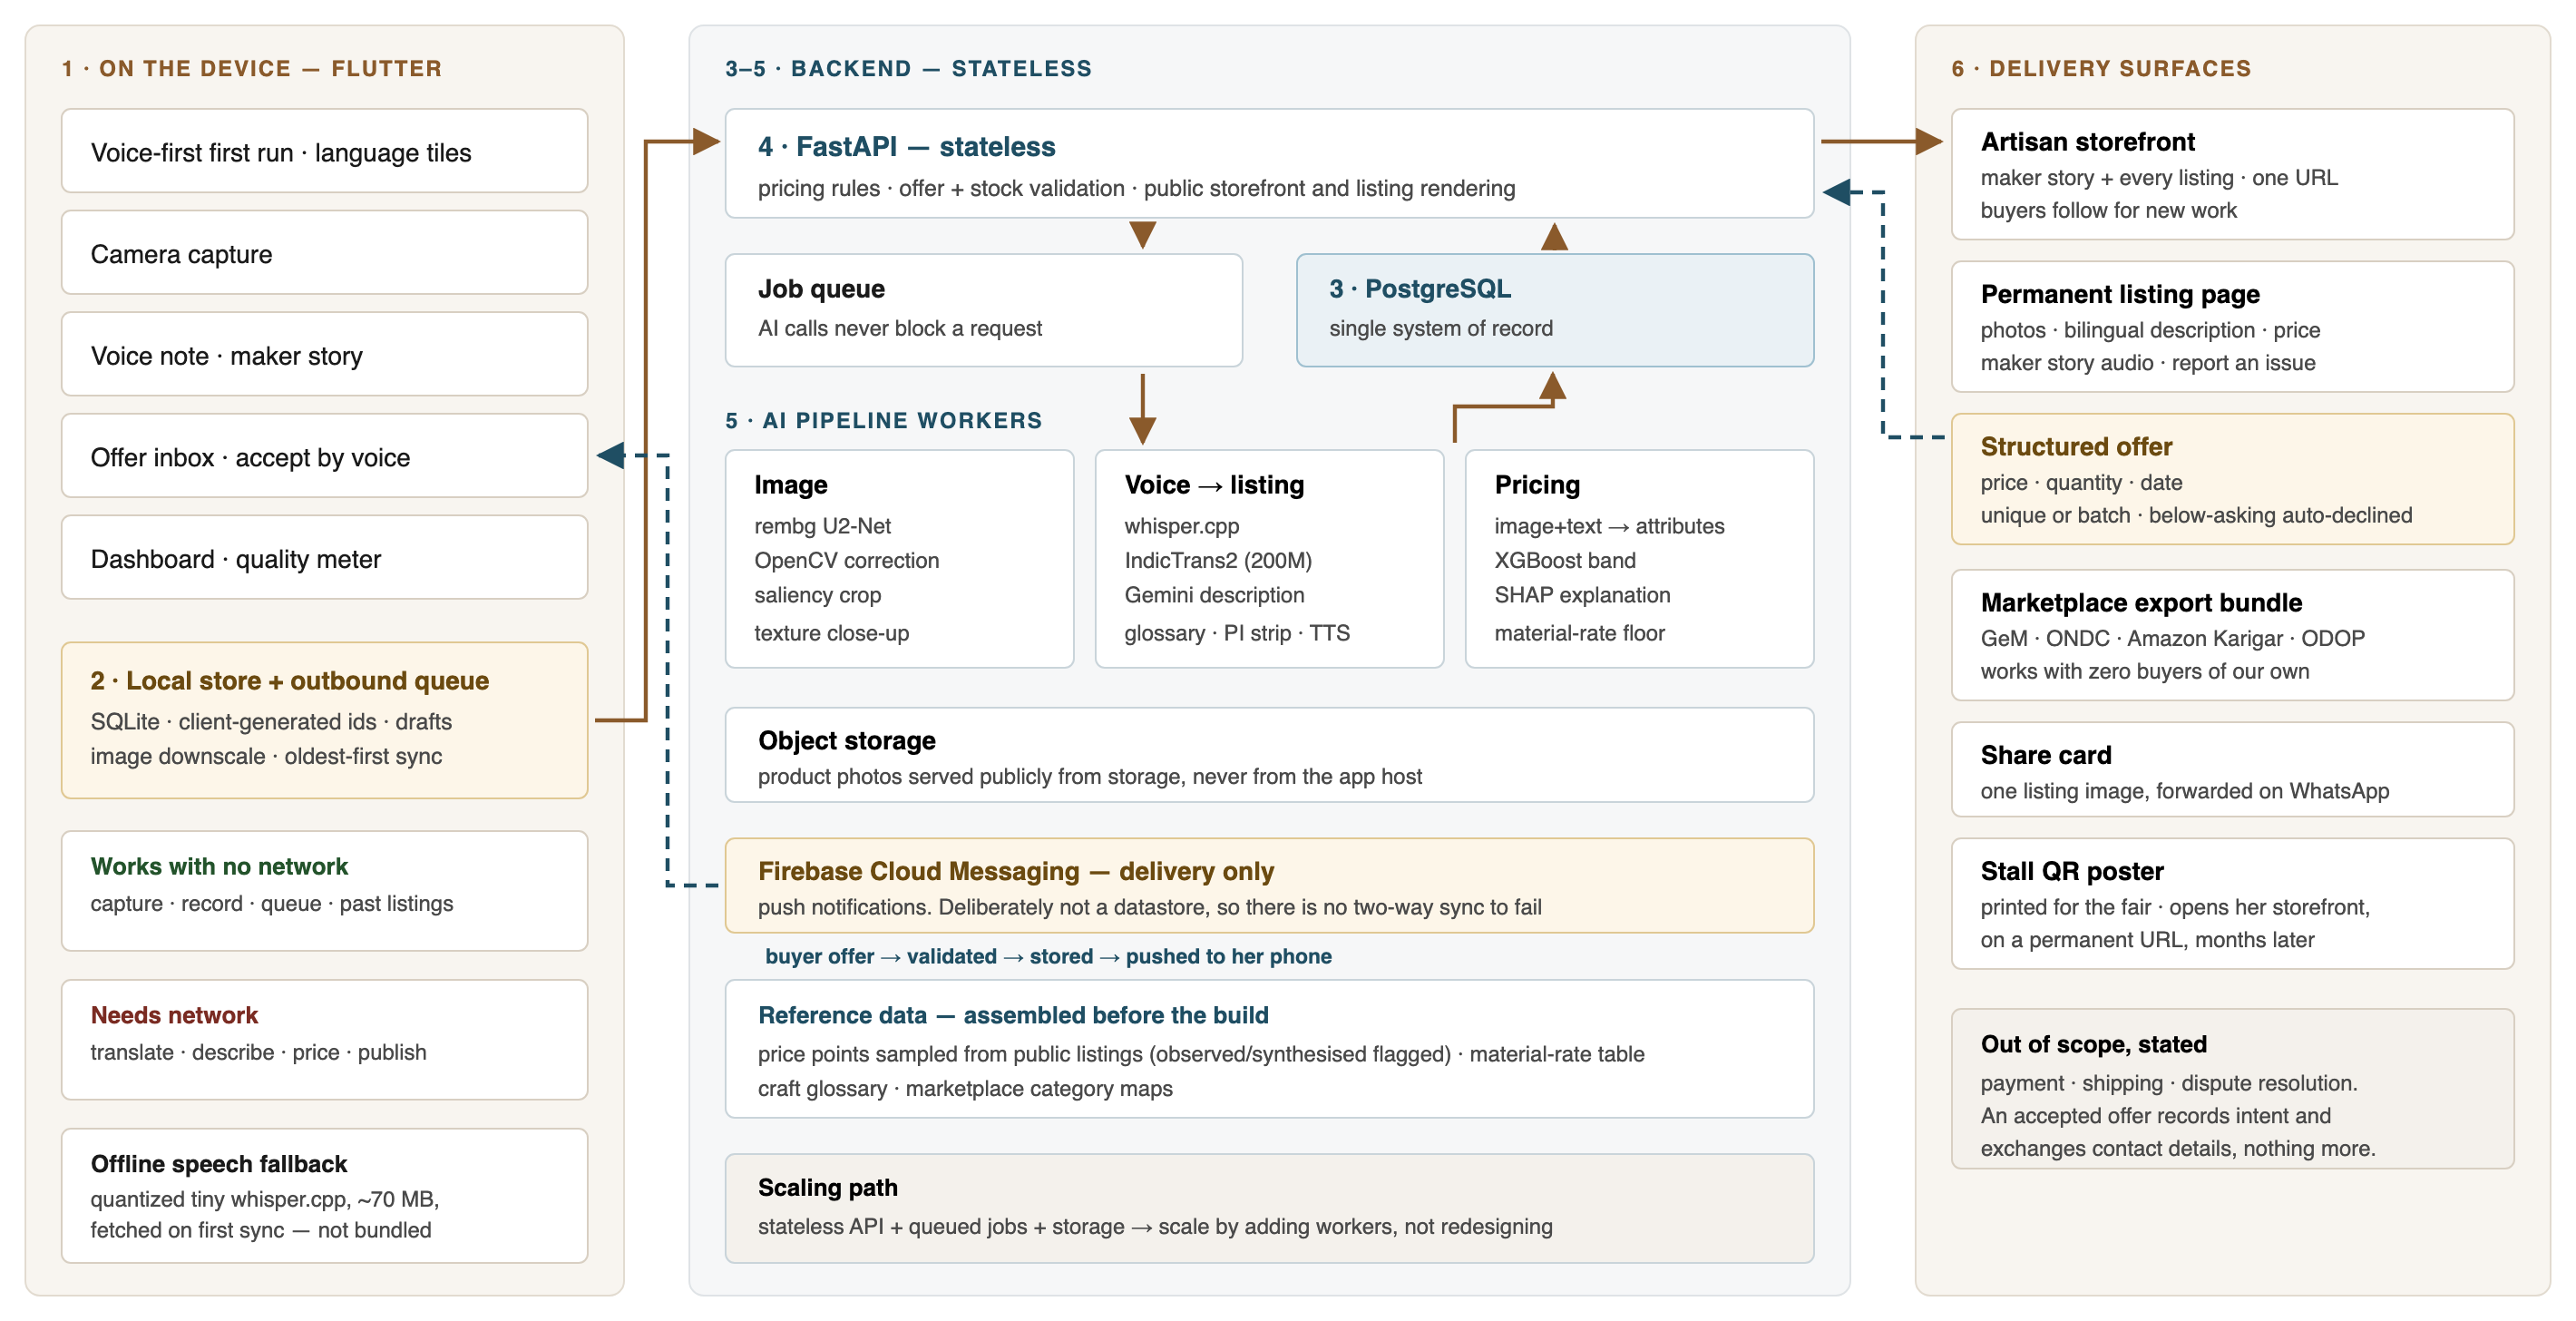 1 · ON THE DEVICE — FLUTTER
Voice-first first run · language tiles
Camera capture
Voice note · maker story
Offer inbox · accept by voice
Dashboard · quality meter
2 · Local store + outbound queue
SQLite · client-generated ids · drafts
image downscale · oldest-first sync
Works with no network
capture · record · queue · past listings
Needs network
translate · describe · price · publish
Offline speech fallback
quantized tiny whisper.cpp, ~70 MB,
fetched on first sync — not bundled
3–5 · BACKEND — STATELESS
4 · FastAPI — stateless
pricing rules · offer + stock validation · public storefront and listing rendering
Job queue
AI calls never block a request
3 · PostgreSQL
single system of record
5 · AI PIPELINE WORKERS
Image
rembg U2-Net
OpenCV correction
saliency crop
texture close-up
Voice → listing
whisper.cpp
IndicTrans2 (200M)
Gemini description
glossary · PI strip · TTS
Pricing
image+text → attributes
XGBoost band
SHAP explanation
material-rate floor
Object storage
product photos served publicly from storage, never from the app host
Firebase Cloud Messaging — delivery only
push notifications. Deliberately not a datastore, so there is no two-way sync to fail
buyer offer → validated → stored → pushed to her phone
Reference data — assembled before the build
price points sampled from public listings (observed/synthesised flagged) · material-rate table
craft glossary · marketplace category maps
Scaling path
stateless API + queued jobs + storage → scale by adding workers, not redesigning
6 · DELIVERY SURFACES
Artisan storefront
maker story + every listing · one URL
buyers follow for new work
Permanent listing page
photos · bilingual description · price
maker story audio · report an issue
Structured offer
price · quantity · date
unique or batch · below-asking auto-declined
Marketplace export bundle
GeM · ONDC · Amazon Karigar · ODOP
works with zero buyers of our own
Share card
one listing image, forwarded on WhatsApp
Stall QR poster
printed for the fair · opens her storefront,
on a permanent URL, months later
Out of scope, stated
payment · shipping · dispute resolution.
An accepted offer records intent and
exchanges contact details, nothing more.